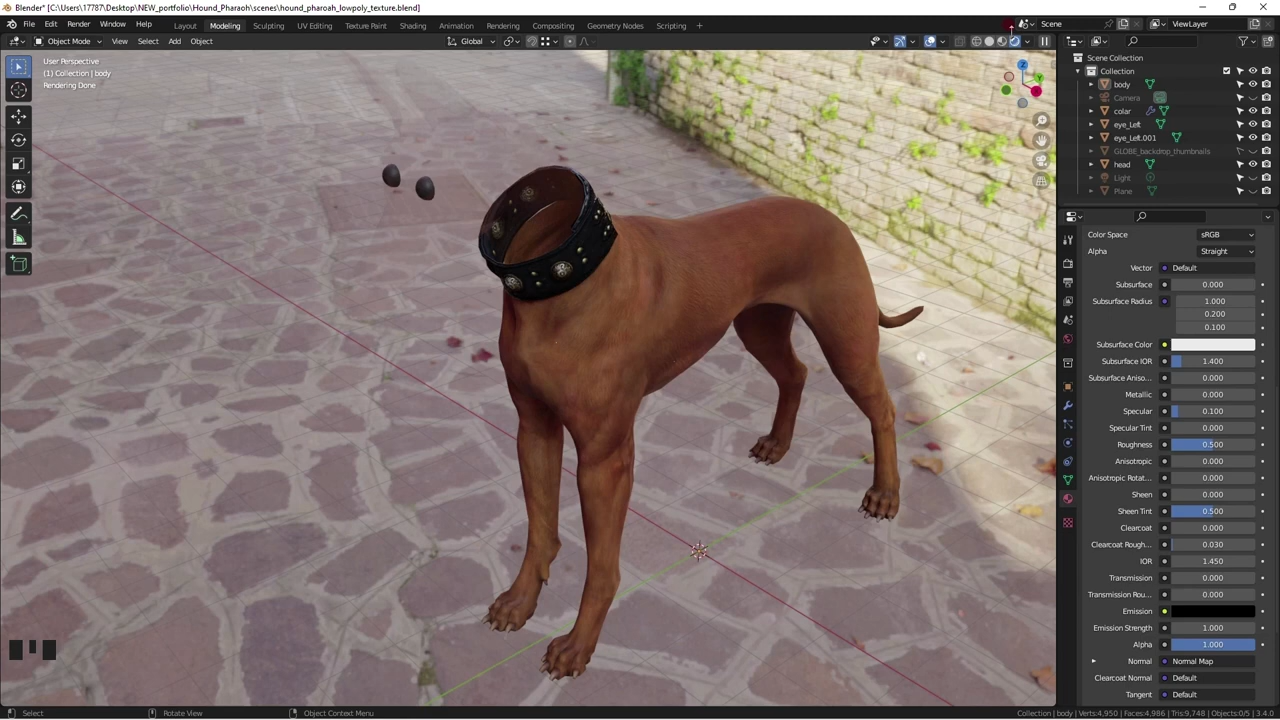 Blender* [C:\Users\17787\Desktop\NEW_portfolio\Hound_Pharaoh\scenes\hound_pharoah_lowpoly_texture.blend]
File Edit Render Window Help Layout Modeling Sculpting UV Editing Texture Paint Shading Animation Rendering Compositing Geometry Nodes Scripting Scene ViewLayer
Object Mode View Select Add Object Global
User Perspective
(1) Collection | body
Rendering Done
Z
Y
Scene Collection
Collection
body
Camera
colar
eye_Left
eye_Left.001
GLOBE_backdrop_thumbnails
head
Light
Plane
Color Space sRGB
Alpha Straight
Vector Default
Subsurface 0.000
Subsurface Radius 1.000
0.200
0.100
Subsurface Color
Subsurface IOR 1.400
Subsurface Aniso... 0.000
Metallic 0.000
Specular 0.100
Specular Tint 0.000
Roughness 0.500
Anisotropic 0.000
Anisotropic Rotat... 0.000
Sheen 0.000
Sheen Tint 0.500
Clearcoat 0.000
Clearcoat Rough... 0.030
IOR 1.450
Transmission 0.000
Transmission Rou... 0.000
Emission
Emission Strength 1.000
Alpha 1.000
Normal Normal Map
Clearcoat Normal Default
Tangent Default
Select Rotate View Object Context Menu Collection | body | Verts:4,950 | Faces:4,986 | Tris:9,748 | Objects:0/5 | 3.4.0